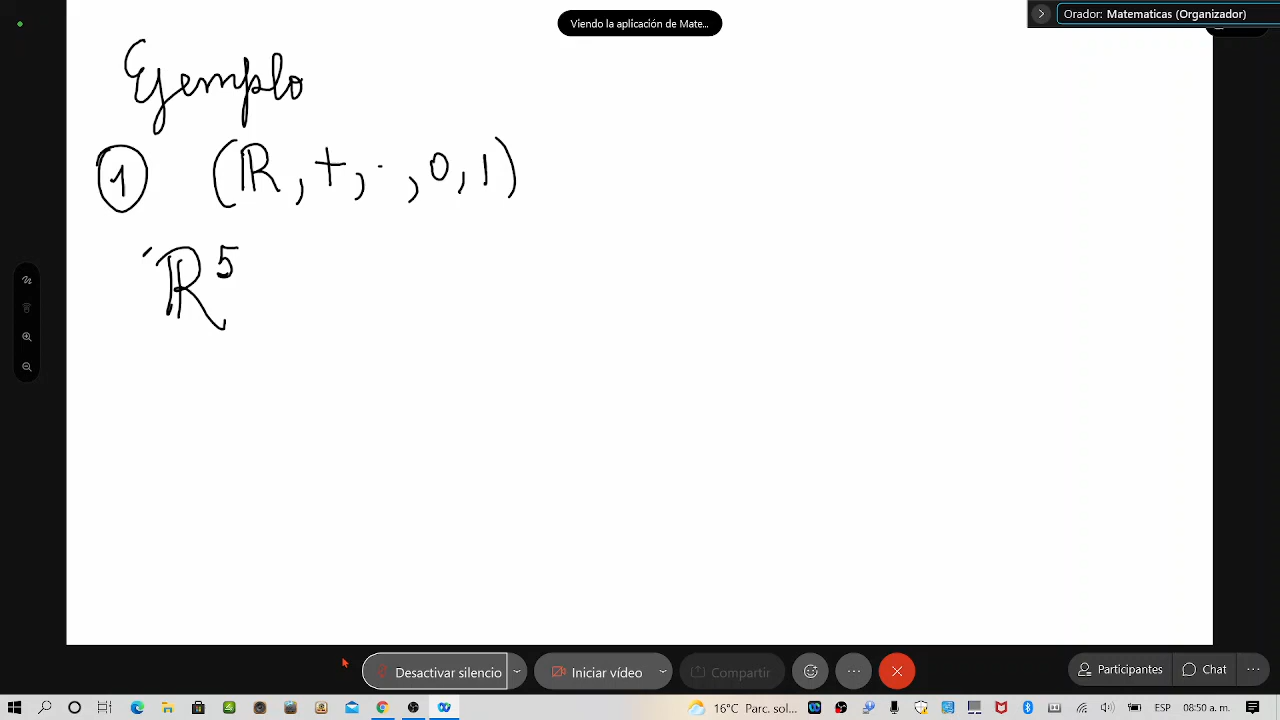 Viendo la aplicación de Mate...
Orador: Matematicas (Organizador)
Ejemplo
① (ℝ, +, ·, 0, 1)
ℝ⁵
Desactivar silencio
Iniciar vídeo
Compartir
Participantes
Chat
16°C Parc. sol...
ESP
08:50 a. m.